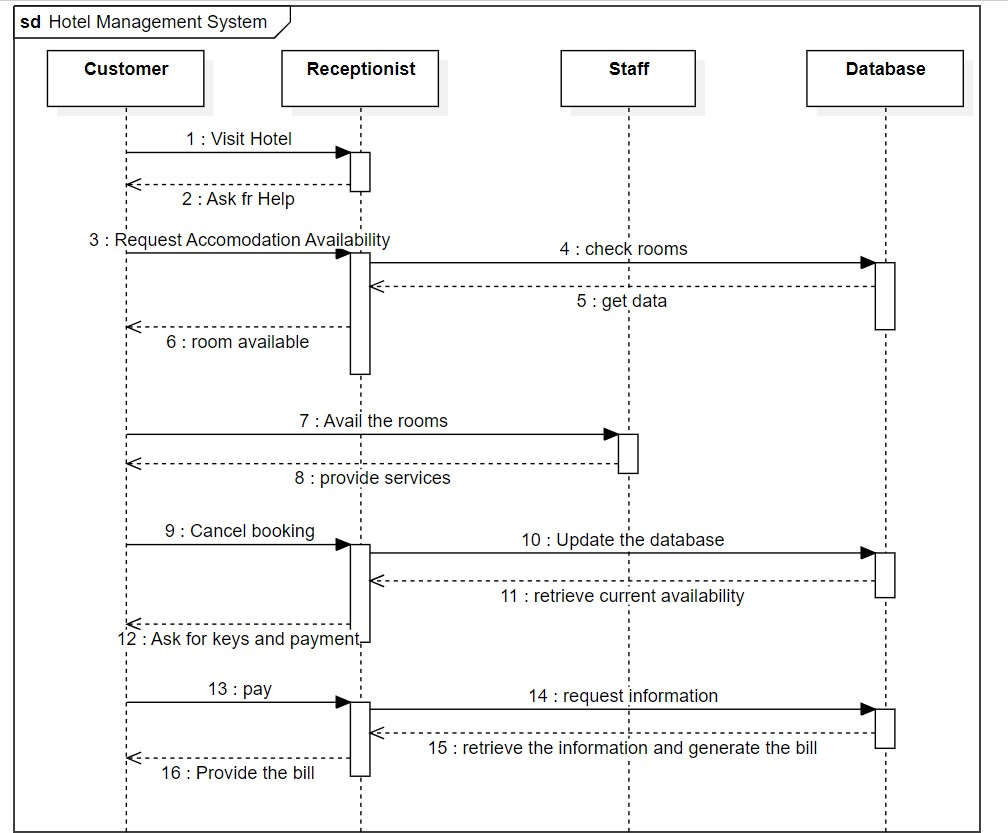 sd Hotel Management System
Customer
Receptionist
Staff
Database
1 : Visit Hotel
2 : Ask fr Help
3 : Request Accomodation Availability
4 : check rooms
5 : get data
6 : room available
7 : Avail the rooms
8 : provide services
9 : Cancel booking
10 : Update the database
11 : retrieve current availability
12 : Ask for keys and payment
13 : pay
14 : request information
15 : retrieve the information and generate the bill
16 : Provide the bill